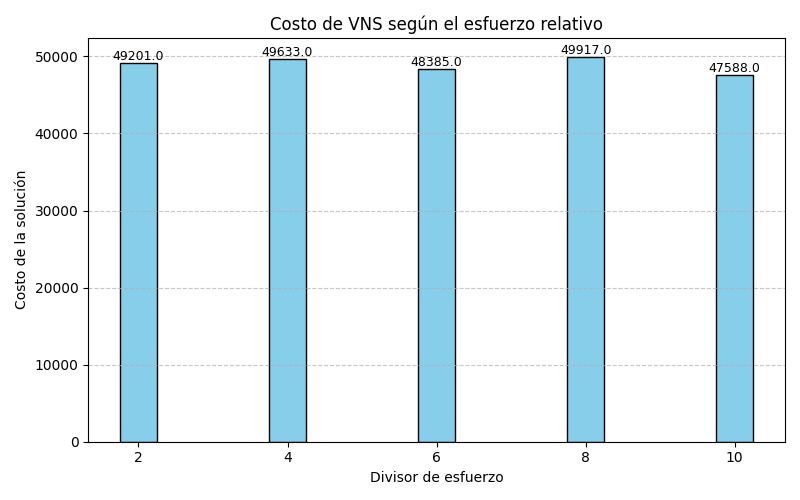 Costo de VNS según el esfuerzo relativo
Costo de la solución
50000
40000
30000
20000
10000
0
49201.0
49633.0
48385.0
49917.0
47588.0
2 4 6 8 10
Divisor de esfuerzo